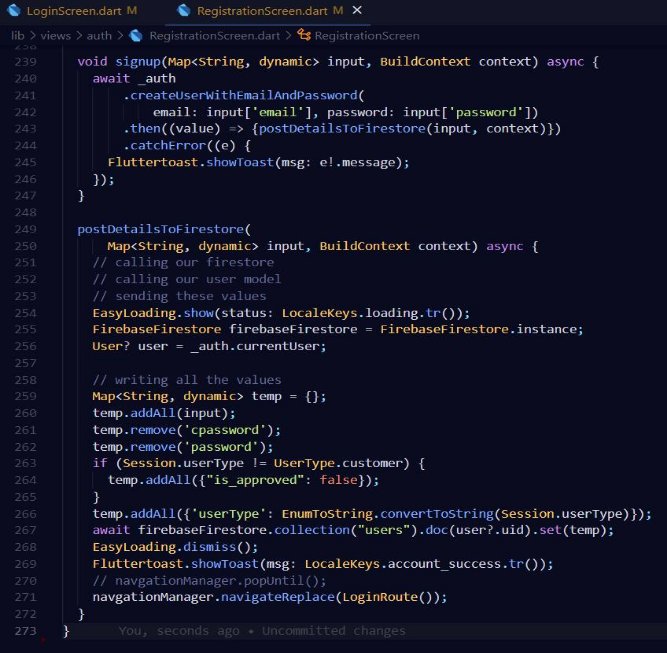 LoginScreen.dart M RegistrationScreen.dart M ×
lib > views > auth > RegistrationScreen.dart > RegistrationScreen
238
239 void signup(Map<String, dynamic> input, BuildContext context) async {
240 await _auth
241 .createUserWithEmailAndPassword(
242 email: input['email'], password: input['password'])
243 .then((value) => {postDetailsToFirestore(input, context)})
244 .catchError((e) {
245 Fluttertoast.showToast(msg: e!.message);
246 });
247 }
248
249 postDetailsToFirestore(
250 Map<String, dynamic> input, BuildContext context) async {
251 // calling our firestore
252 // calling our user model
253 // sending these values
254 EasyLoading.show(status: LocaleKeys.loading.tr());
255 FirebaseFirestore firebaseFirestore = FirebaseFirestore.instance;
256 User? user = _auth.currentUser;
257
258 // writing all the values
259 Map<String, dynamic> temp = {};
260 temp.addAll(input);
261 temp.remove('cpassword');
262 temp.remove('password');
263 if (Session.userType != UserType.customer) {
264 temp.addAll({"is_approved": false});
265 }
266 temp.addAll({'userType': EnumToString.convertToString(Session.userType)});
267 await firebaseFirestore.collection("users").doc(user?.uid).set(temp);
268 EasyLoading.dismiss();
269 Fluttertoast.showToast(msg: LocaleKeys.account_success.tr());
270 // navgationManager.popUntil();
271 navgationManager.navigateReplace(LoginRoute());
272 }
273 } You, seconds ago • Uncommitted changes